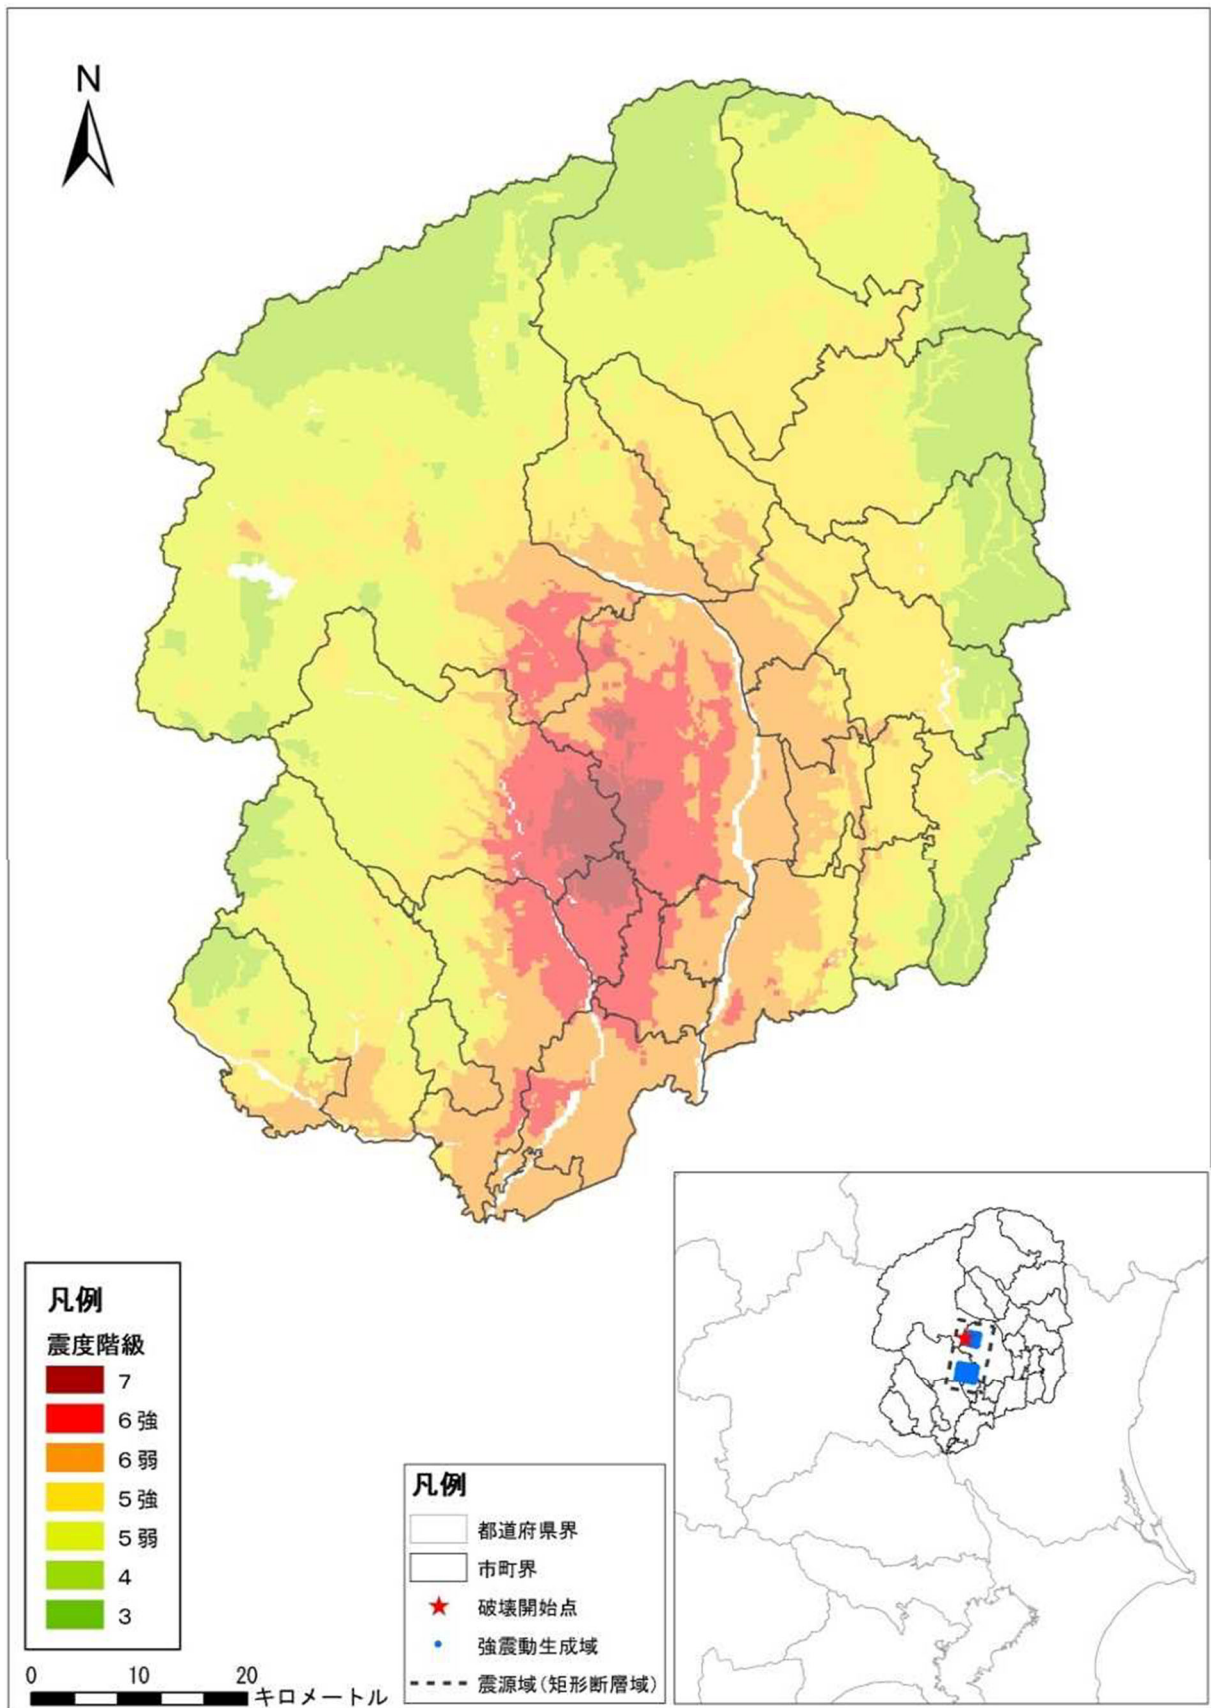 N
凡例
震度階級
7
6強
6弱
5強
5弱
4
3
0 10 20
キロメートル
凡例
都道府県界
市町界
破壊開始点
強震動生成域
震源域(矩形断層域)